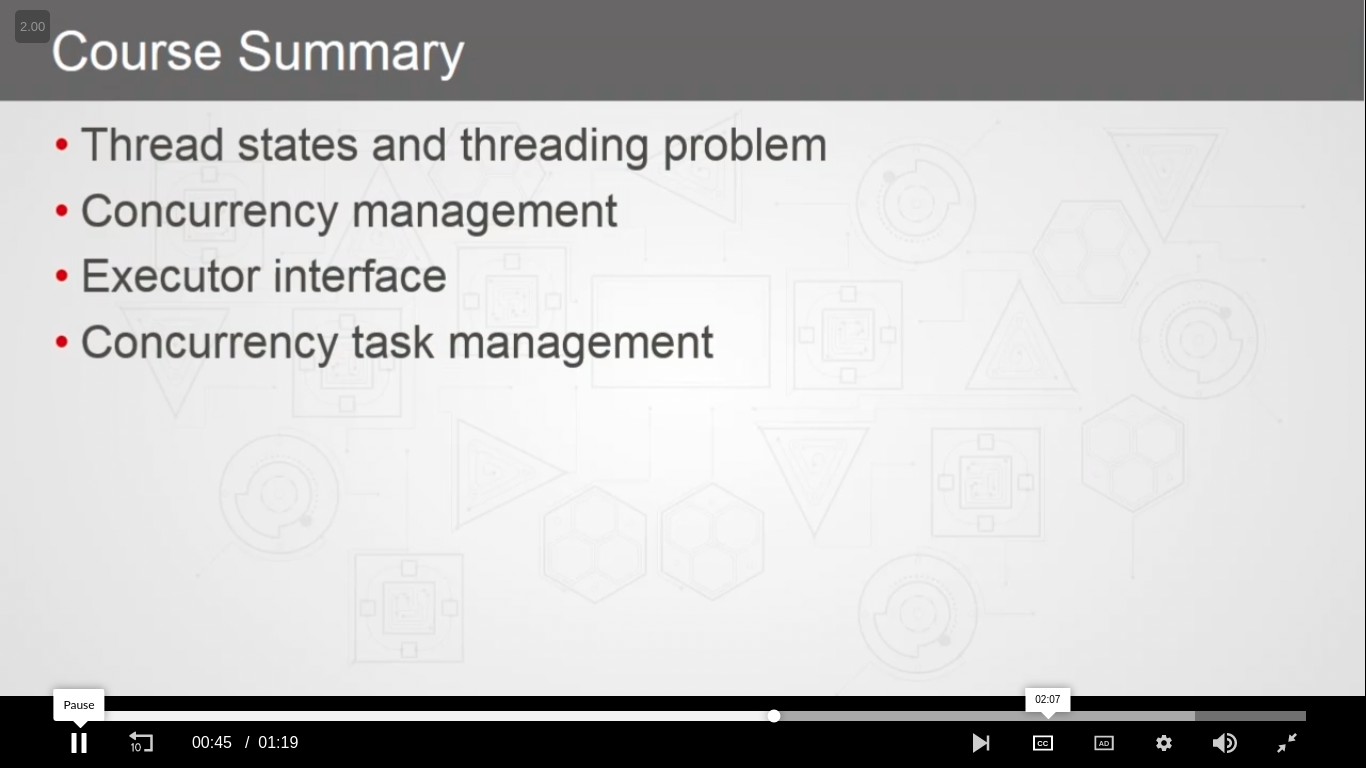 2.00
Course Summary
• Thread states and threading problem
• Concurrency management
• Executor interface
• Concurrency task management
Pause
02:07
10
00:45 / 01:19
CC
AD